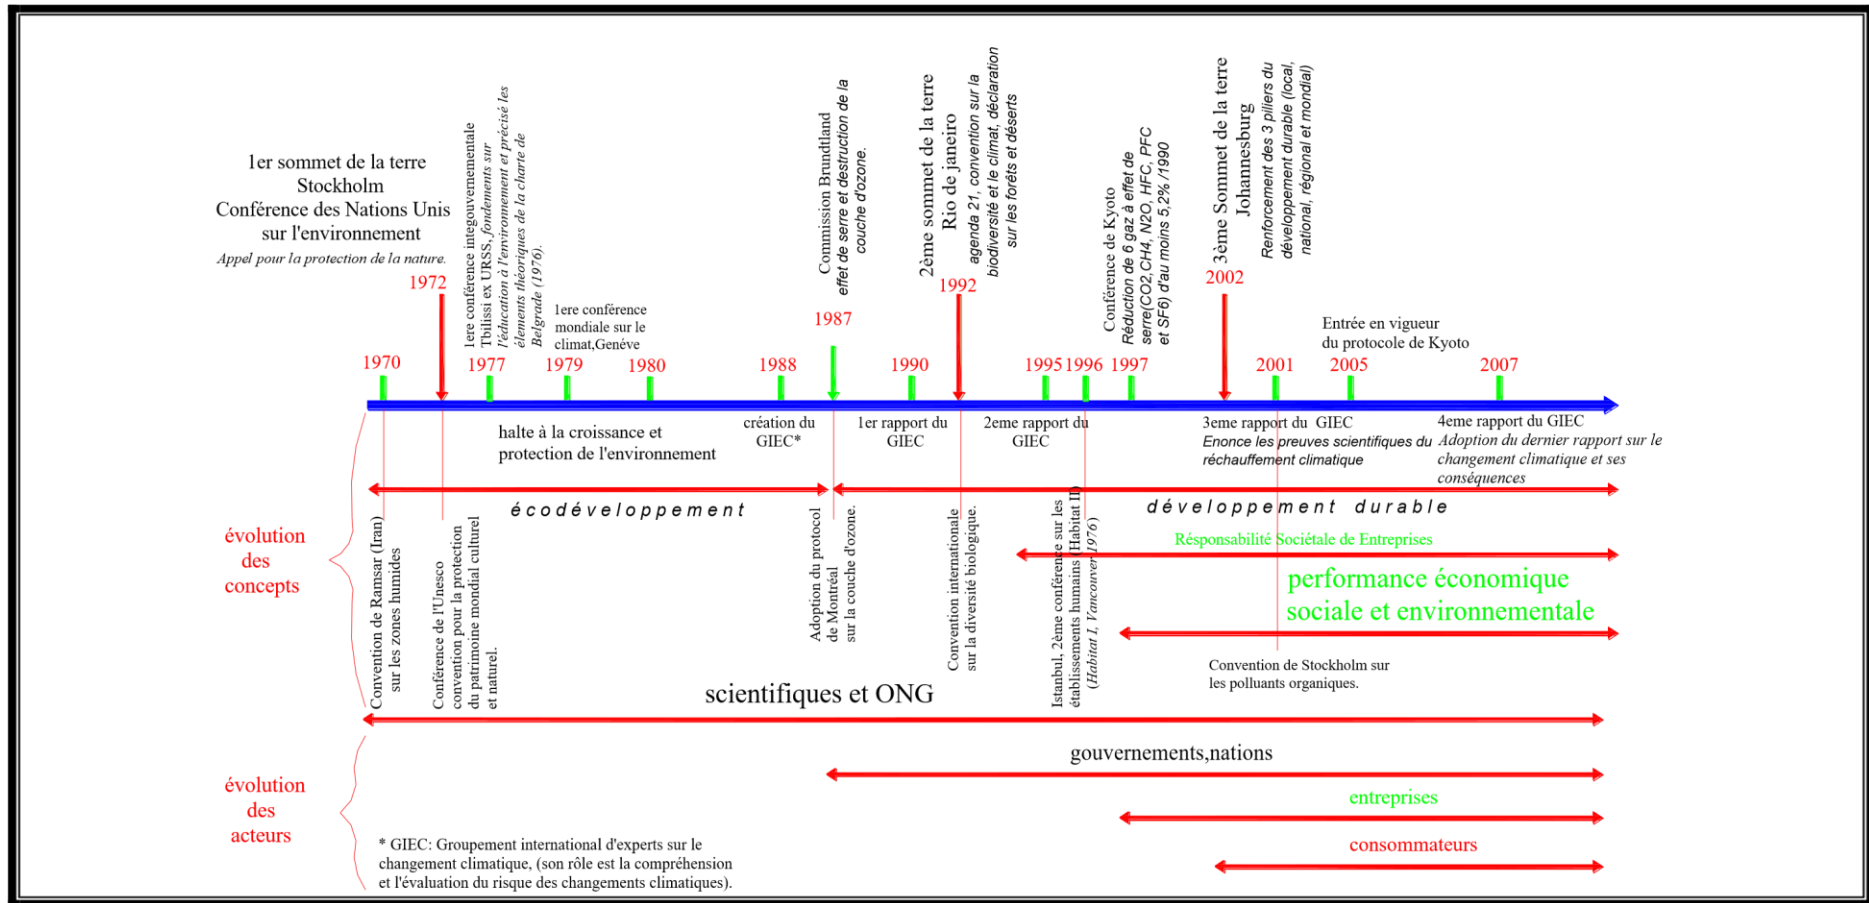 1er sommet de la terre
Stockholm
Conférence des Nations Unis
sur l'environnement
Appel pour la protection de la nature.
1972
1ere conférence integouvernementale
Tbilissi ex URSS, fondements sur
l'éducation à l'environnement et précisé les
élements théoriques de la charte de
Belgrade (1976).
1ere conférence
mondiale sur le
climat,Genéve
Commission Brundtland
effet de serre et destruction de la
couche d'ozone.
1987
2ème sommet de la terre
Rio de janeiro
agenda 21, convention sur la
biodiversité et le climat, déclaration
sur les forêts et déserts
1992
Conférence de Kyoto
Réduction de 6 gaz à effet de
serre(CO2,CH4, N2O, HFC, PFC
et SF6) d'au moins 5,2% /1990
3ème Sommet de la terre
Johannesburg
Renforcement des 3 piliers du
développement durable (local,
national, régional et mondial)
2002
Entrée en vigueur
du protocole de Kyoto
1970
1977
1979
1980
1988
1990
1995
1996
1997
2001
2005
2007
halte à la croissance et
protection de l'environnement
création du
GIEC*
1er rapport du
GIEC
2eme rapport du
GIEC
3eme rapport du GIEC
Enonce les preuves scientifiques du
réchauffement climatique
4eme rapport du GIEC
Adoption du dernier rapport sur le
changement climatique et ses
conséquences
écodéveloppement
développement durable
évolution
des
concepts
Résponsabilité Sociétale de Entreprises
performance économique
sociale et environnementale
Convention de Ramsar (Iran)
sur les zones humides
Conférence de l'Unesco
convention pour la protection
du patrimoine mondial culturel
et naturel.
Adoption du protocol
de Montréal
sur la couche d'ozone.
Convention internationale
sur la diversité biologique.
Istanbul, 2ème conférence sur les
établissements humains (Habitat II)
(Habitat I, Vancouver 1976)
Convention de Stockholm sur
les polluants organiques.
scientifiques et ONG
gouvernements,nations
évolution
des
acteurs
entreprises
consommateurs
* GIEC: Groupement international d'experts sur le
changement climatique, (son rôle est la compréhension
et l'évaluation du risque des changements climatiques).